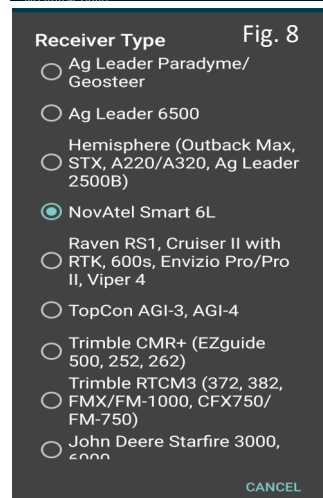 Receiver Type
Fig. 8
Ag Leader Paradyme/
Geosteer
Ag Leader 6500
Hemisphere (Outback Max,
STX, A220/A320, Ag Leader
2500B)
NovAtel Smart 6L
Raven RS1, Cruiser II with
RTK, 600s, Envizio Pro/Pro
II, Viper 4
TopCon AGI-3, AGI-4
Trimble CMR+ (EZguide
500, 252, 262)
Trimble RTCM3 (372, 382,
FMX/FM-1000, CFX750/
FM-750)
John Deere Starfire 3000,
CANCEL